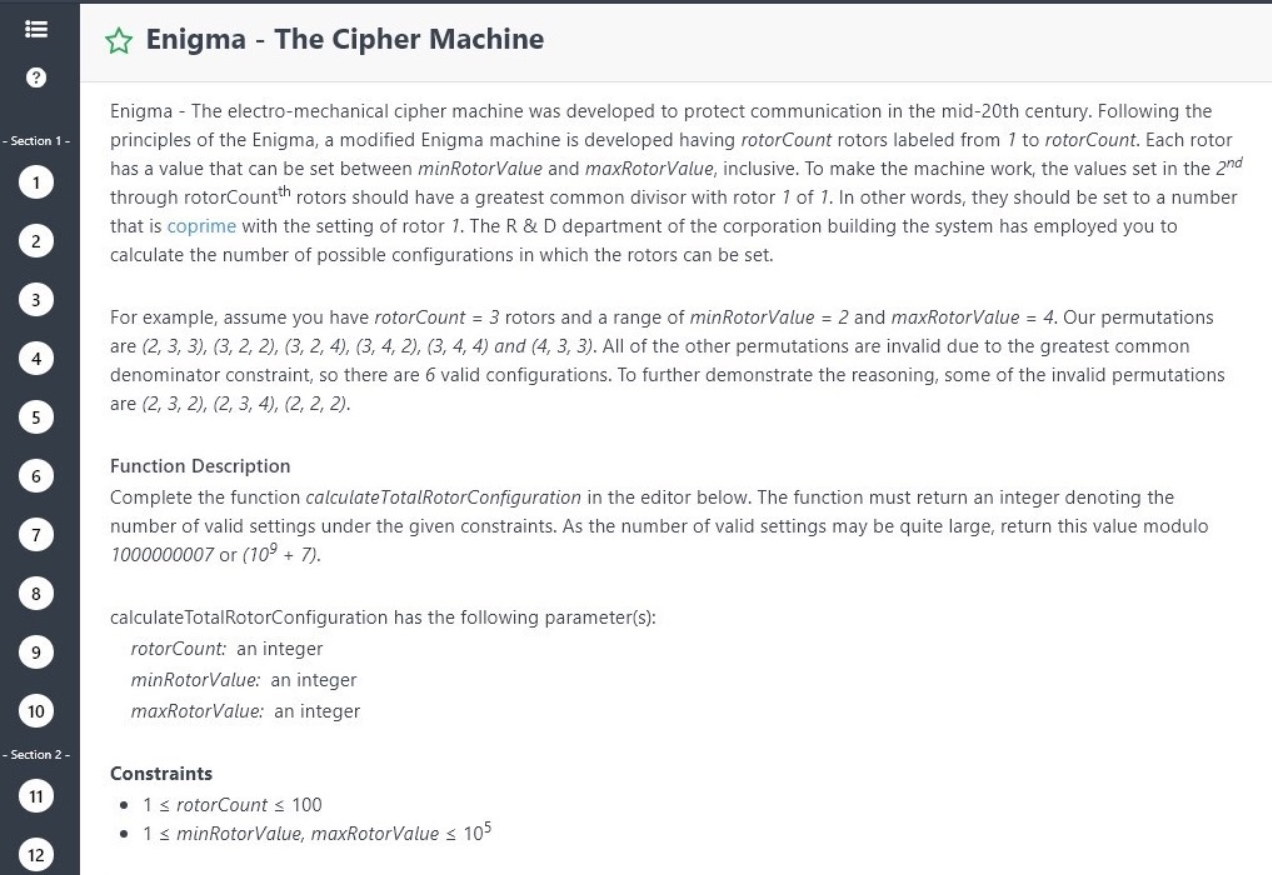 Enigma - The Cipher Machine
?
- Section 1 -
1
2
3
4
5
6
7
8
9
10
- Section 2 -
11
12
Enigma - The electro-mechanical cipher machine was developed to protect communication in the mid-20th century. Following the
principles of the Enigma, a modified Enigma machine is developed having rotorCount rotors labeled from 1 to rotorCount. Each rotor
has a value that can be set between minRotorValue and maxRotorValue, inclusive. To make the machine work, the values set in the 2nd
through rotorCountth rotors should have a greatest common divisor with rotor 1 of 1. In other words, they should be set to a number
that is coprime with the setting of rotor 1. The R & D department of the corporation building the system has employed you to
calculate the number of possible configurations in which the rotors can be set.
For example, assume you have rotorCount = 3 rotors and a range of minRotorValue = 2 and maxRotorValue = 4. Our permutations
are (2, 3, 3), (3, 2, 2), (3, 2, 4), (3, 4, 2), (3, 4, 4) and (4, 3, 3). All of the other permutations are invalid due to the greatest common
denominator constraint, so there are 6 valid configurations. To further demonstrate the reasoning, some of the invalid permutations
are (2, 3, 2), (2, 3, 4), (2, 2, 2).
Function Description
Complete the function calculateTotalRotorConfiguration in the editor below. The function must return an integer denoting the
number of valid settings under the given constraints. As the number of valid settings may be quite large, return this value modulo
1000000007 or (10^9 + 7).
calculateTotalRotorConfiguration has the following parameter(s):
rotorCount: an integer
minRotorValue: an integer
maxRotorValue: an integer
Constraints
• 1 ≤ rotorCount ≤ 100
• 1 ≤ minRotorValue, maxRotorValue ≤ 10^5